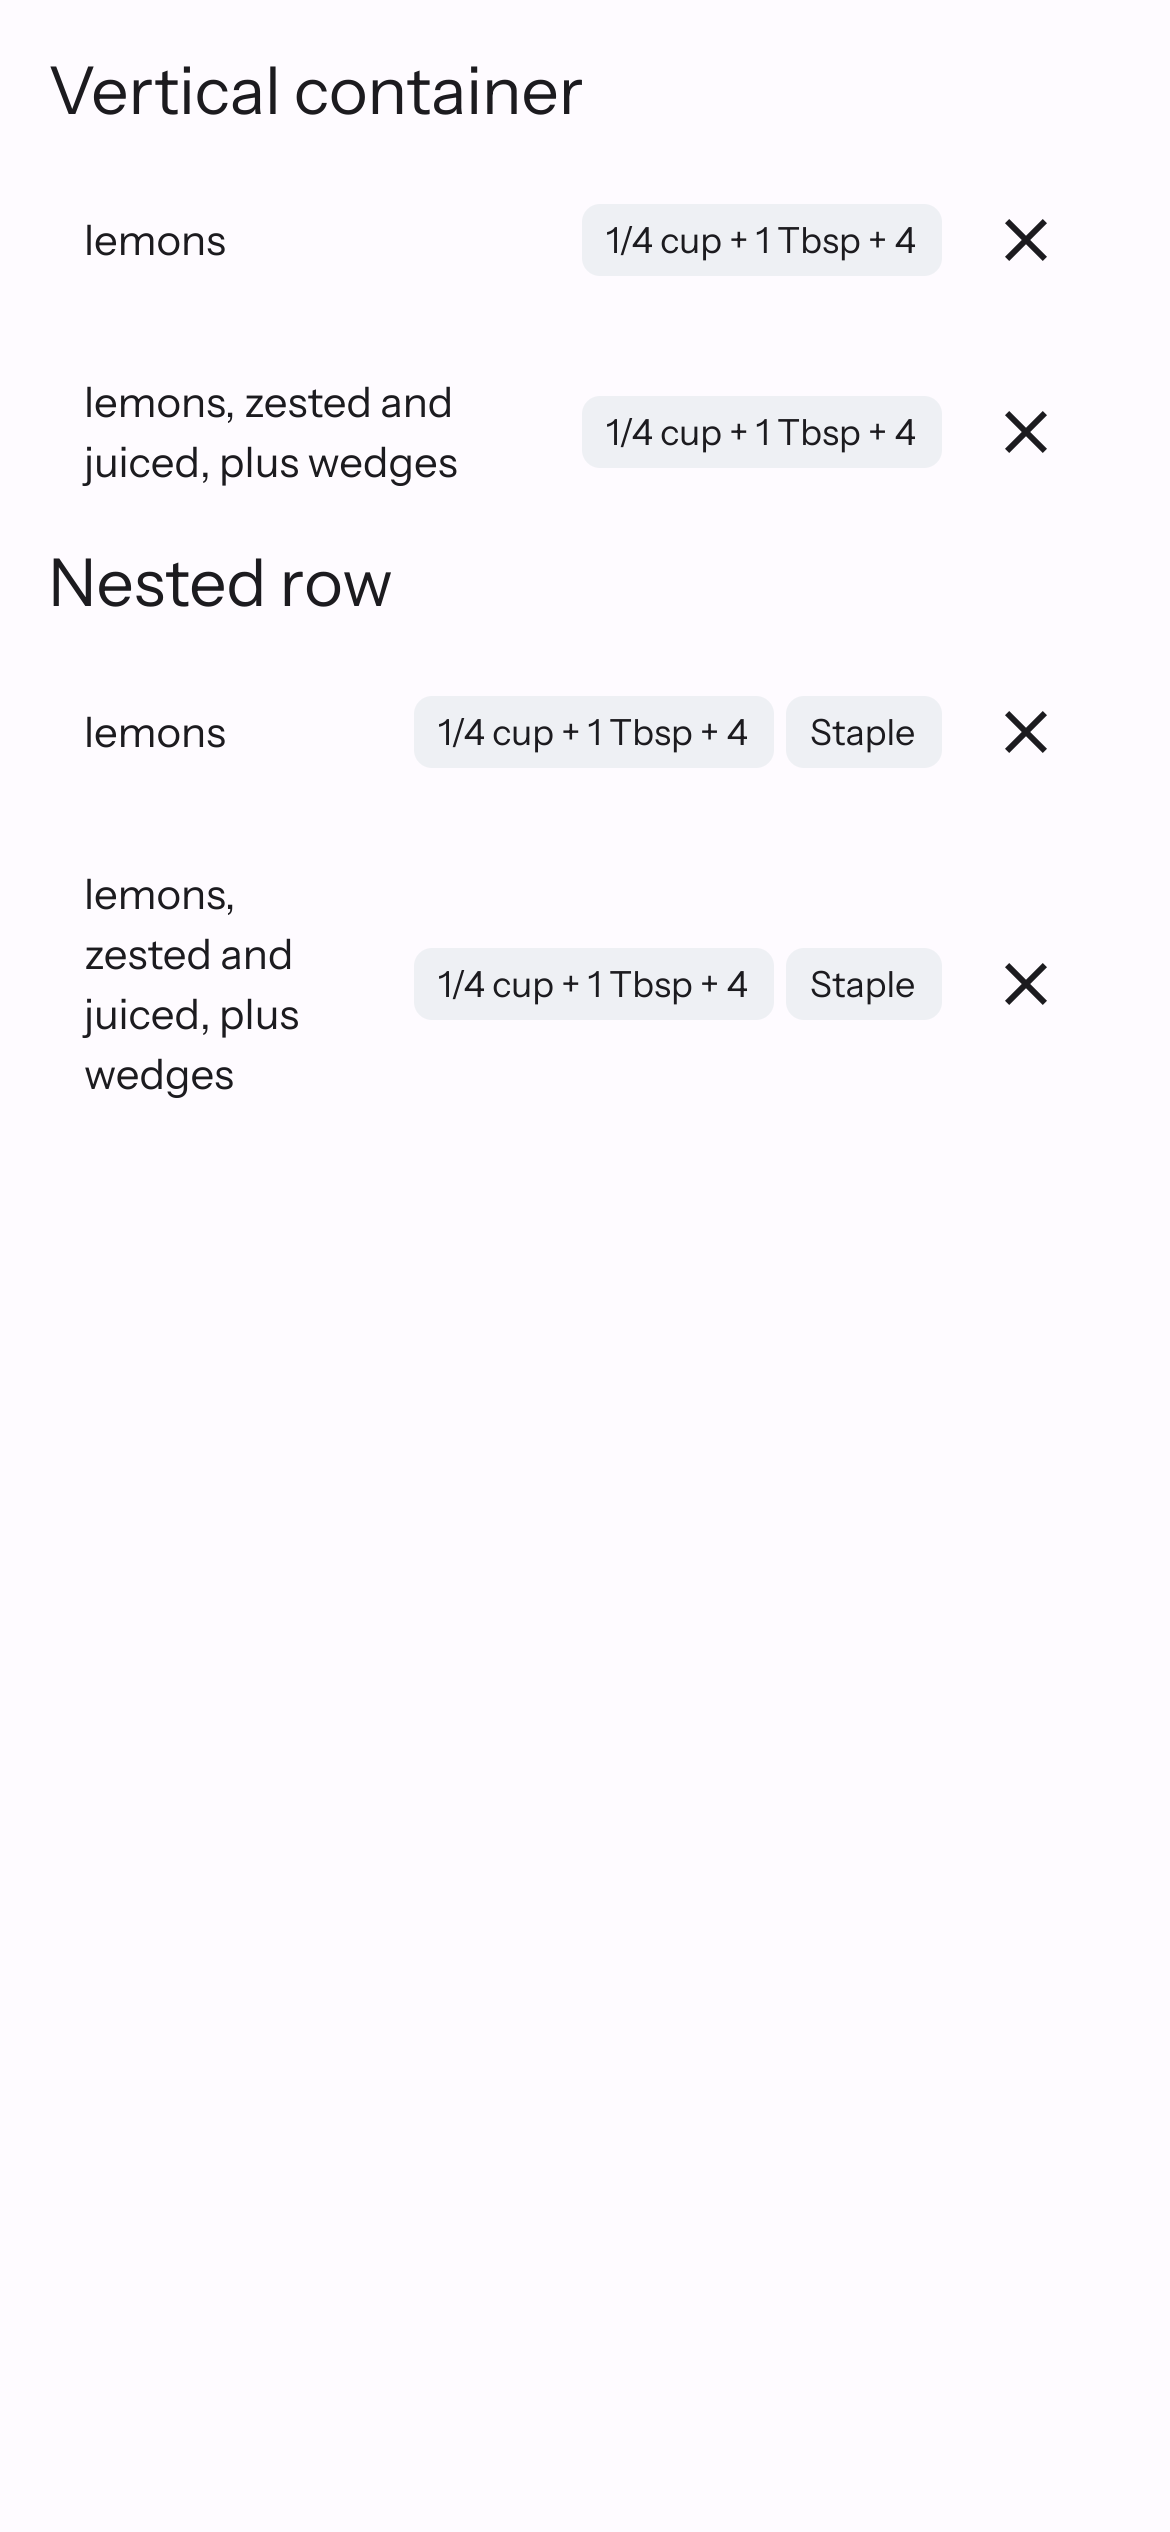 Vertical container
lemons 1/4 cup + 1 Tbsp + 4
lemons, zested and
juiced, plus wedges
1/4 cup + 1 Tbsp + 4
Nested row
lemons 1/4 cup + 1 Tbsp + 4 Staple
lemons,
zested and
juiced, plus
wedges
1/4 cup + 1 Tbsp + 4 Staple